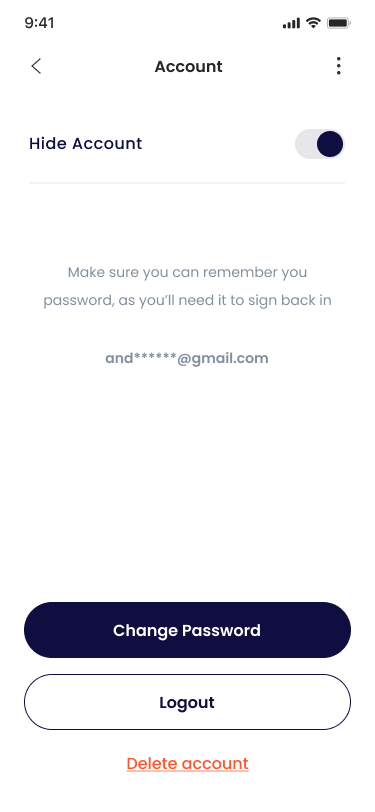 9:41
Account
Hide Account
Make sure you can remember you
password, as you’ll need it to sign back in
and******@gmail.com
Change Password
Logout
Delete account